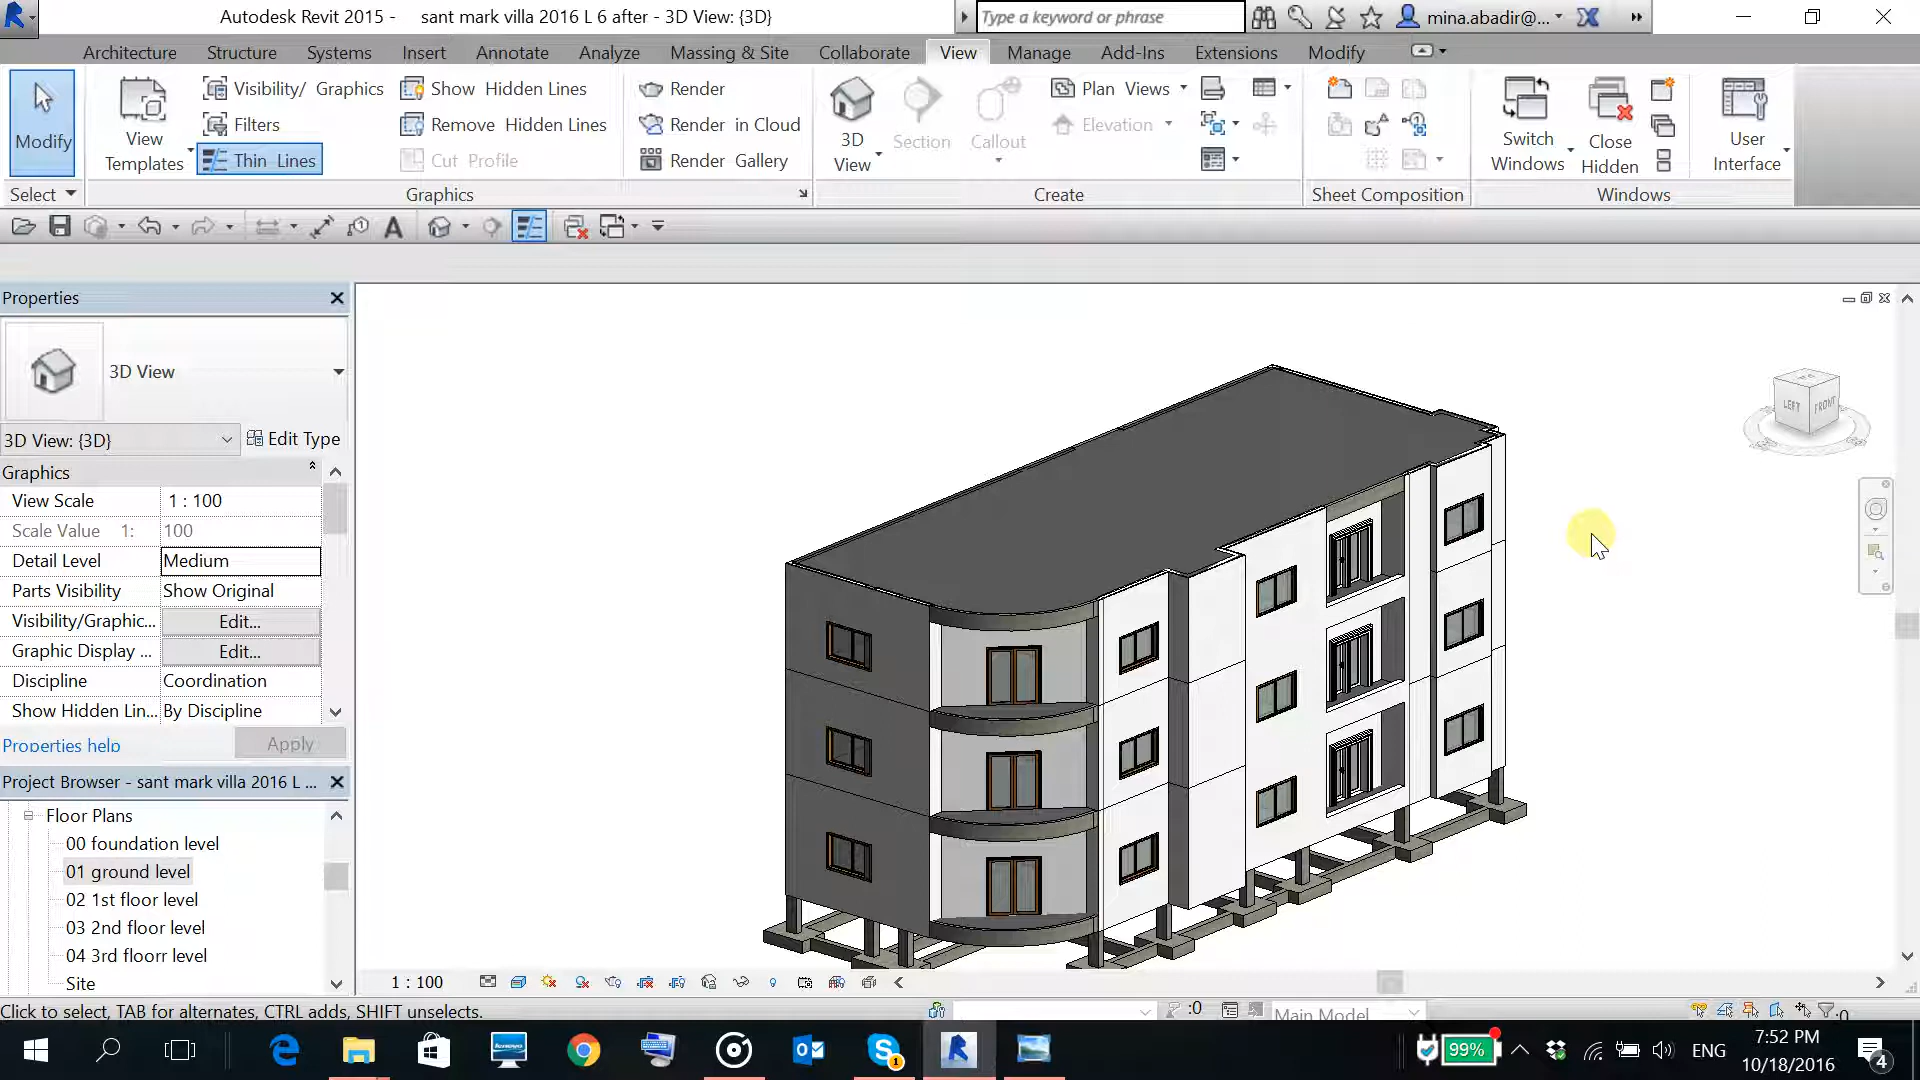 Autodesk Revit 2015 -    sant mark villa 2016 L 6 after - 3D View: {3D}
Type a keyword or phrase
mina.abadir@...
Architecture Structure Systems Insert Annotate Analyze Massing & Site Collaborate View Manage Add-Ins Extensions Modify
Modify
View
Templates
Visibility/ Graphics
Filters
Thin Lines
Show Hidden Lines
Remove Hidden Lines
Cut Profile
Render
Render in Cloud
Render Gallery
3D
View
Section
Callout
Plan Views
Elevation
Switch
Windows
Close
Hidden
User
Interface
Select
Graphics
Create
Sheet Composition
Windows
A
Properties
3D View
3D View: {3D}
Edit Type
Graphics
View Scale 1 : 100
Scale Value 1: 100
Detail Level Medium
Parts Visibility Show Original
Visibility/Graphic... Edit...
Graphic Display ... Edit...
Discipline Coordination
Show Hidden Lin... By Discipline
Properties help
Apply
Project Browser - sant mark villa 2016 L ...
Floor Plans
00 foundation level
01 ground level
02 1st floor level
03 2nd floor level
04 3rd floorr level
Site
LEFT
FRONT
1 : 100
Click to select, TAB for alternates, CTRL adds, SHIFT unselects.
:0
Main Model
:0
lenovo
1
99%
ENG
7:52 PM
10/18/2016
4